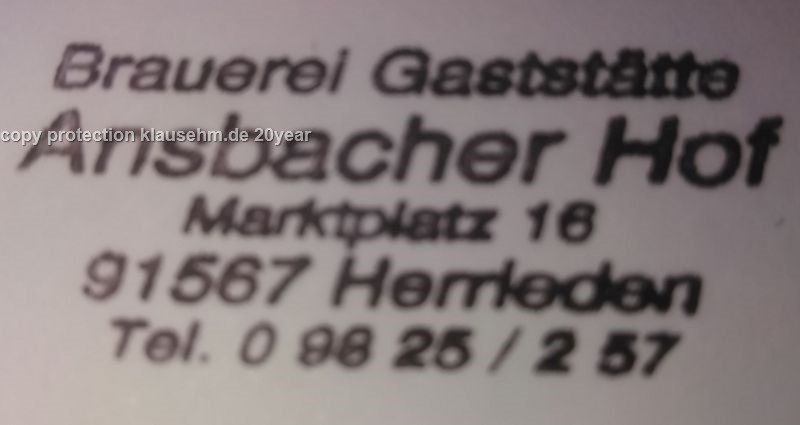 Brauerei Gaststätte
Ansbacher Hof
copy protection klausehm.de 20year
Marktplatz 16
91567 Herrieden
Tel. 0 98 25 / 2 57